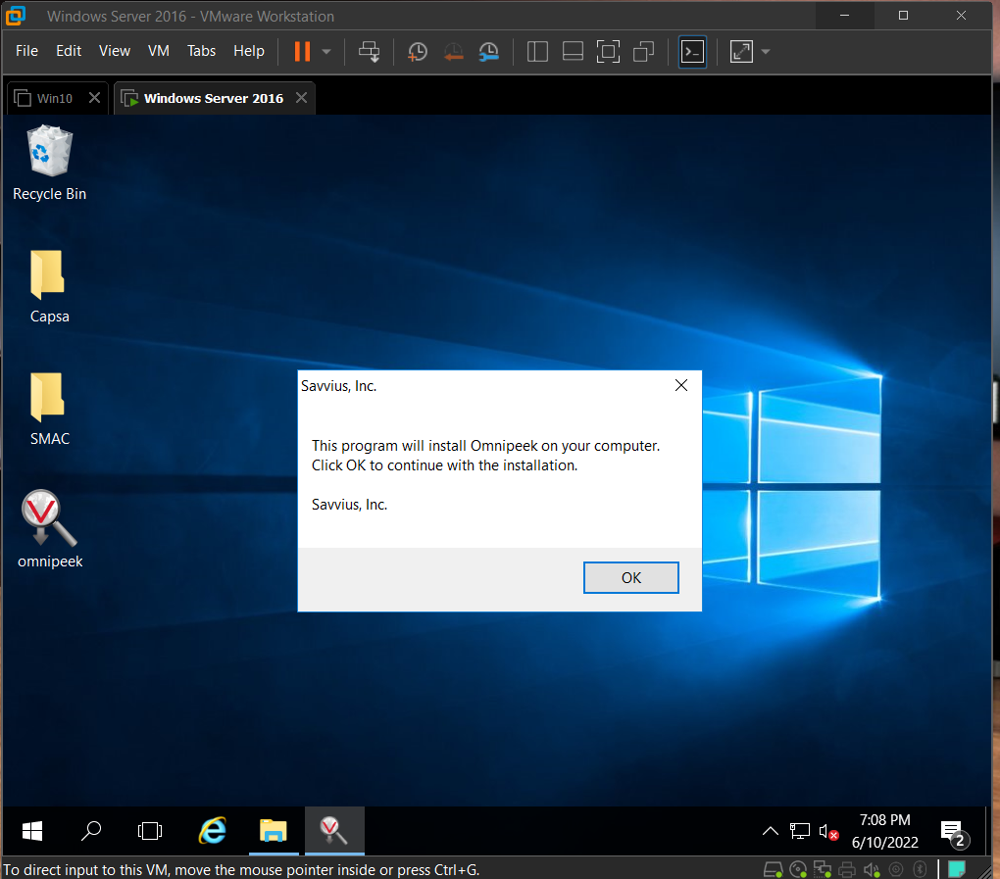 Windows Server 2016 - VMware Workstation
File Edit View VM Tabs Help
Win10
Windows Server 2016
Recycle Bin
Capsa
SMAC
omnipeek
Savvius, Inc.
This program will install Omnipeek on your computer.
Click OK to continue with the installation.
Savvius, Inc.
OK
7:08 PM
6/10/2022
2
To direct input to this VM, move the mouse pointer inside or press Ctrl+G.